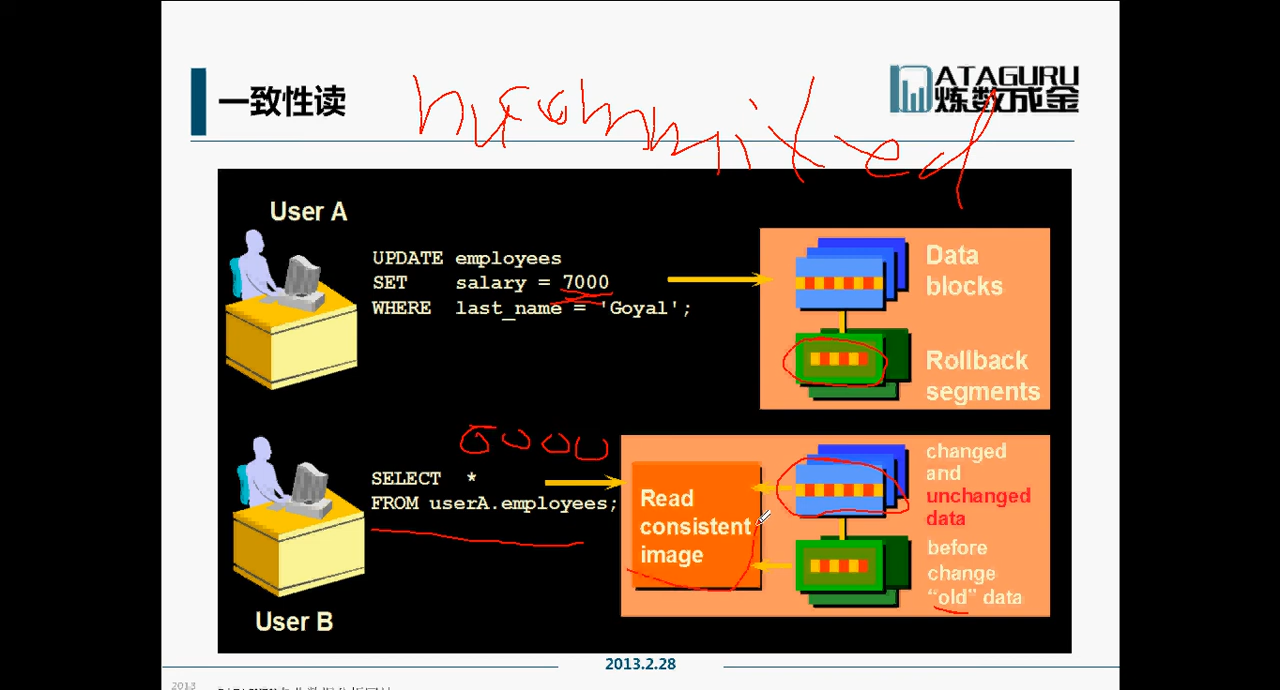 一致性读
ATAGURU
炼数成金
User A
UPDATE employees
SET salary = 7000
WHERE last_name = 'Goyal';
Data
blocks
Rollback
segments
SELECT *
FROM userA.employees;
Read
consistent
image
changed
and
unchanged
data
before
change
“old” data
User B
2013.2.28
2013